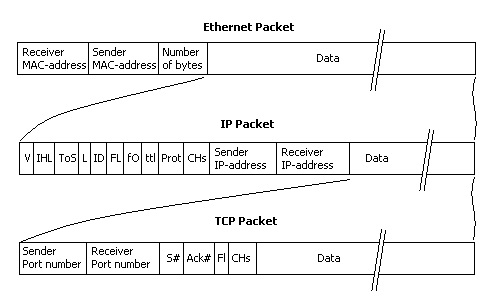 Ethernet Packet
Receiver MAC-address
Sender MAC-address
Number of bytes
Data
IP Packet
V IHL ToS L ID FL fO ttl Prot CHs
Sender IP-address
Receiver IP-address
Data
TCP Packet
Sender Port number
Receiver Port number
S# Ack# Fl CHs
Data